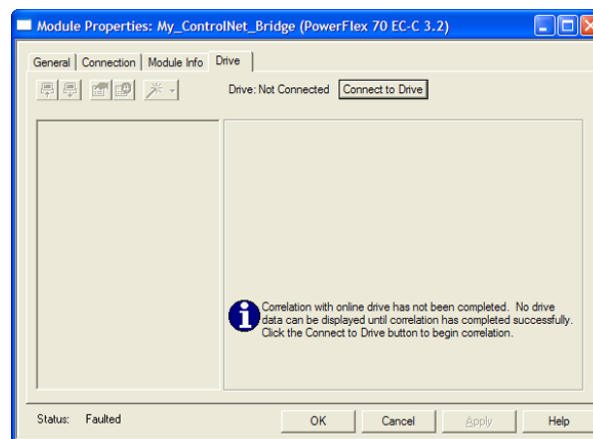 Module Properties: My_ControlNet_Bridge (PowerFlex 70 EC-C 3.2)
General Connection Module Info Drive
Drive: Not Connected Connect to Drive
Correlation with online drive has not been completed. No drive
data can be displayed until correlation has completed successfully.
Click the Connect to Drive button to begin correlation.
Status: Faulted OK Cancel Apply Help